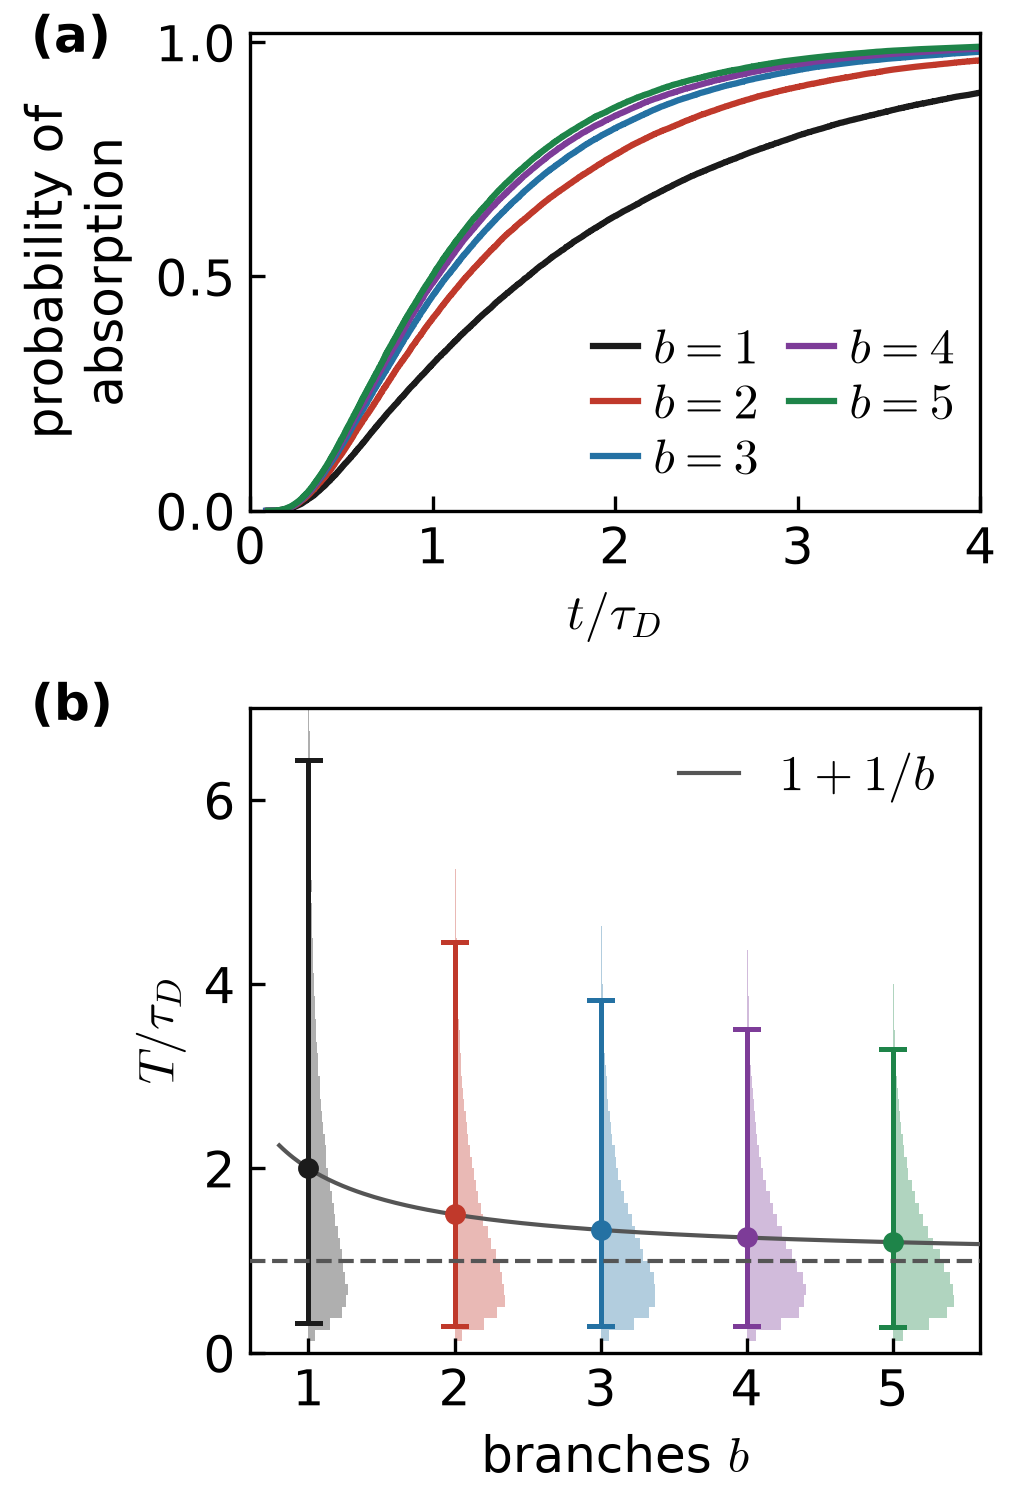 (a)
probability of
absorption
1.0
0.5
0.0
b = 1
b = 2
b = 3
b = 4
b = 5
0 1 2 3 4
t/τ_D
(b)
T/τ_D
6
4
2
0
1 + 1/b
1 2 3 4 5
branches b